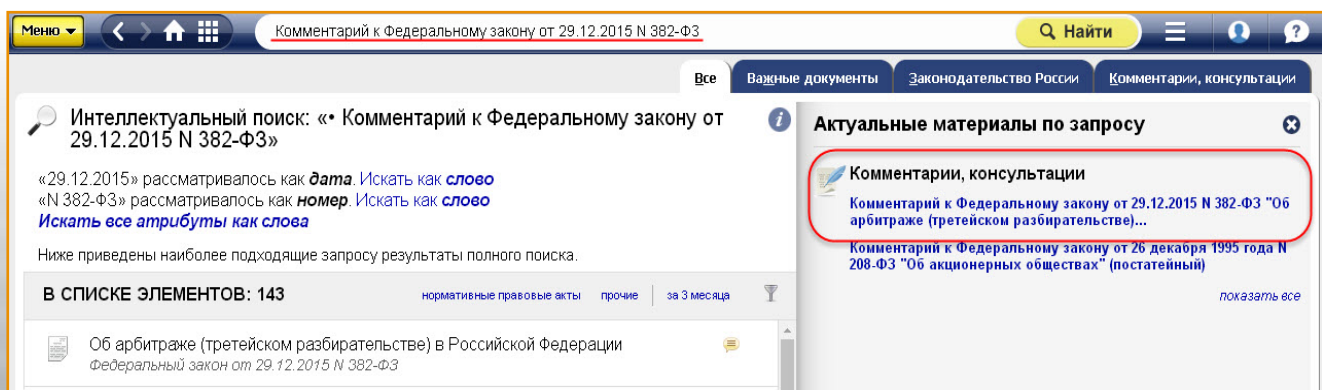 Меню
Комментарий к Федеральному закону от 29.12.2015 N 382-ФЗ
Найти
Все
Важные документы
Законодательство России
Комментарии, консультации
Интеллектуальный поиск: «• Комментарий к Федеральному закону от
29.12.2015 N 382-ФЗ»
«29.12.2015» рассматривалось как дата. Искать как слово
«N 382-ФЗ» рассматривалось как номер. Искать как слово
Искать все атрибуты как слова
Ниже приведены наиболее подходящие запросу результаты полного поиска.
В СПИСКЕ ЭЛЕМЕНТОВ: 143
нормативные правовые акты прочие за 3 месяца
Об арбитраже (третейском разбирательстве) в Российской Федерации
Федеральный закон от 29.12.2015 N 382-ФЗ
Актуальные материалы по запросу
Комментарии, консультации
Комментарий к Федеральному закону от 29.12.2015 N 382-ФЗ "Об
арбитраже (третейском разбирательстве)...
Комментарий к Федеральному закону от 26 декабря 1995 года N
208-ФЗ "Об акционерных обществах" (постатейный)
показать все